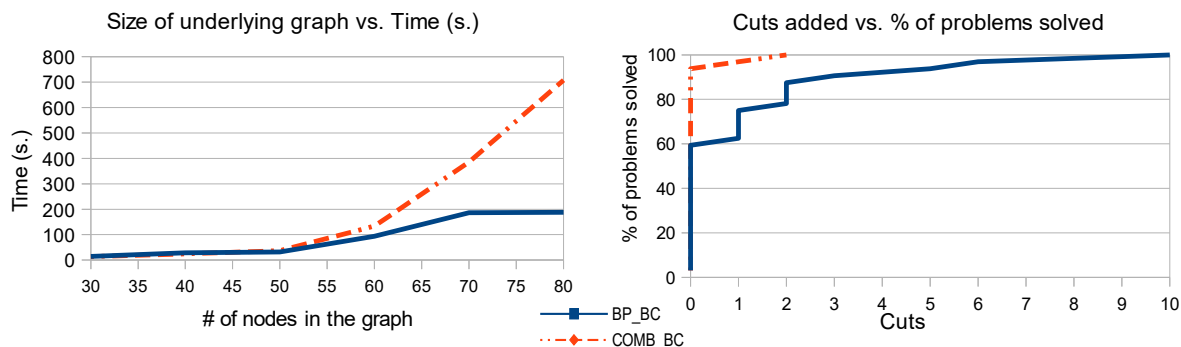 Size of underlying graph vs. Time (s.)
Time (s.)
800
700
600
500
400
300
200
100
0
30 35 40 45 50 55 60 65 70 75 80
# of nodes in the graph
Cuts added vs. % of problems solved
% of problems solved
100
80
60
40
20
0
0 1 2 3 4 5 6 7 8 9 10
Cuts
BP_BC
COMB_BC